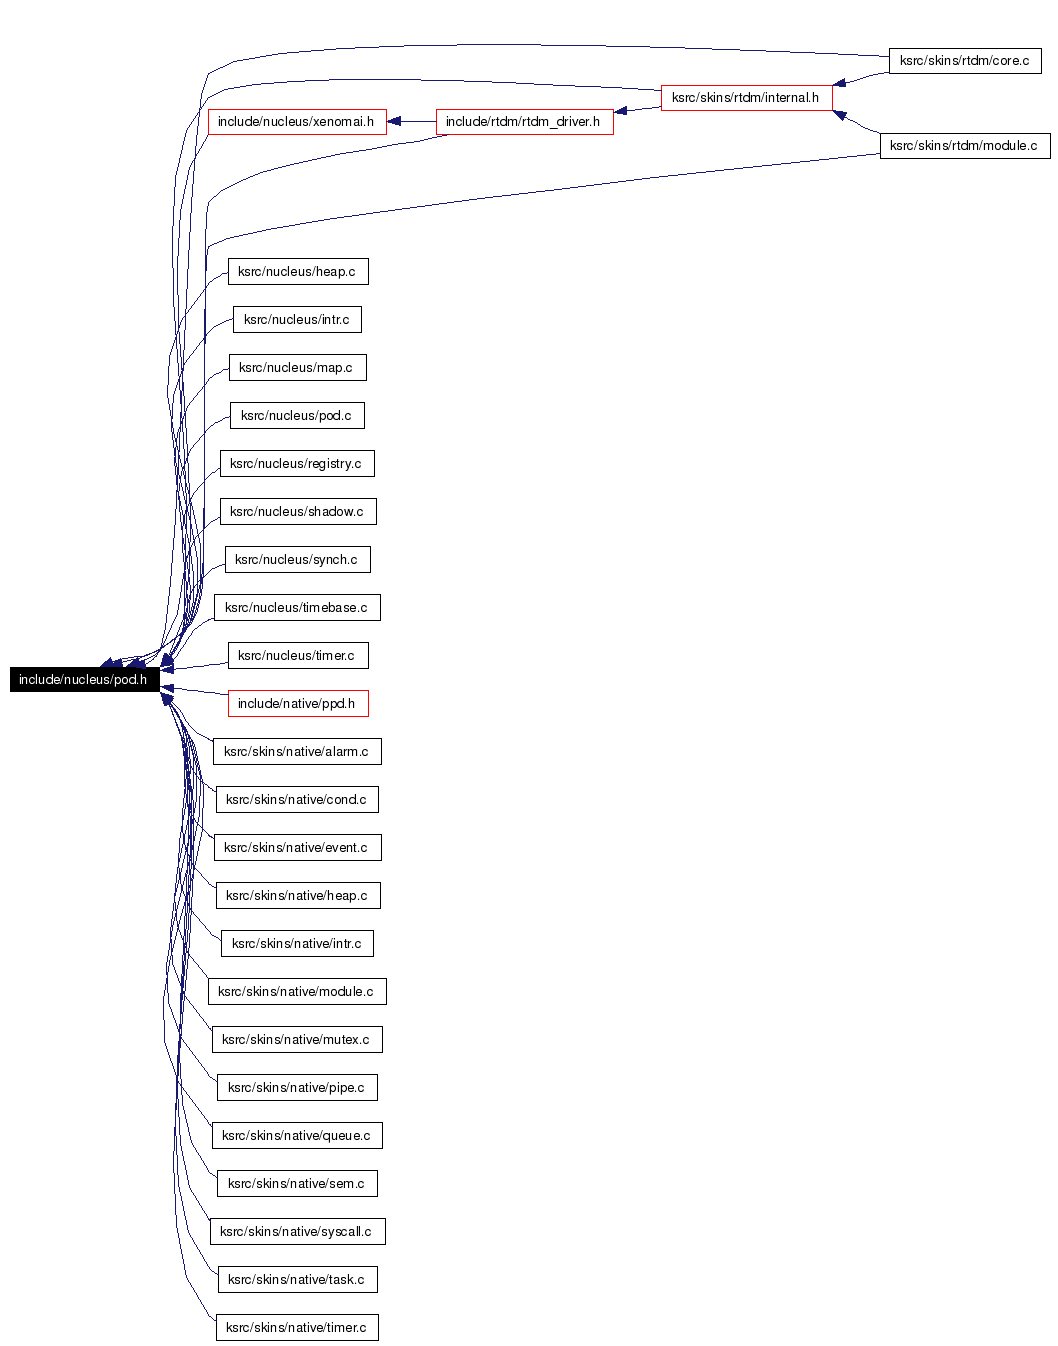 ksrc/skins/rtdm/core.c
ksrc/skins/rtdm/internal.h
include/nucleus/xenomai.h
include/rtdm/rtdm_driver.h
ksrc/skins/rtdm/module.c
ksrc/nucleus/heap.c
ksrc/nucleus/intr.c
ksrc/nucleus/map.c
ksrc/nucleus/pod.c
ksrc/nucleus/registry.c
ksrc/nucleus/shadow.c
ksrc/nucleus/synch.c
ksrc/nucleus/timebase.c
ksrc/nucleus/timer.c
include/nucleus/pod.h
include/native/ppd.h
ksrc/skins/native/alarm.c
ksrc/skins/native/cond.c
ksrc/skins/native/event.c
ksrc/skins/native/heap.c
ksrc/skins/native/intr.c
ksrc/skins/native/module.c
ksrc/skins/native/mutex.c
ksrc/skins/native/pipe.c
ksrc/skins/native/queue.c
ksrc/skins/native/sem.c
ksrc/skins/native/syscall.c
ksrc/skins/native/task.c
ksrc/skins/native/timer.c